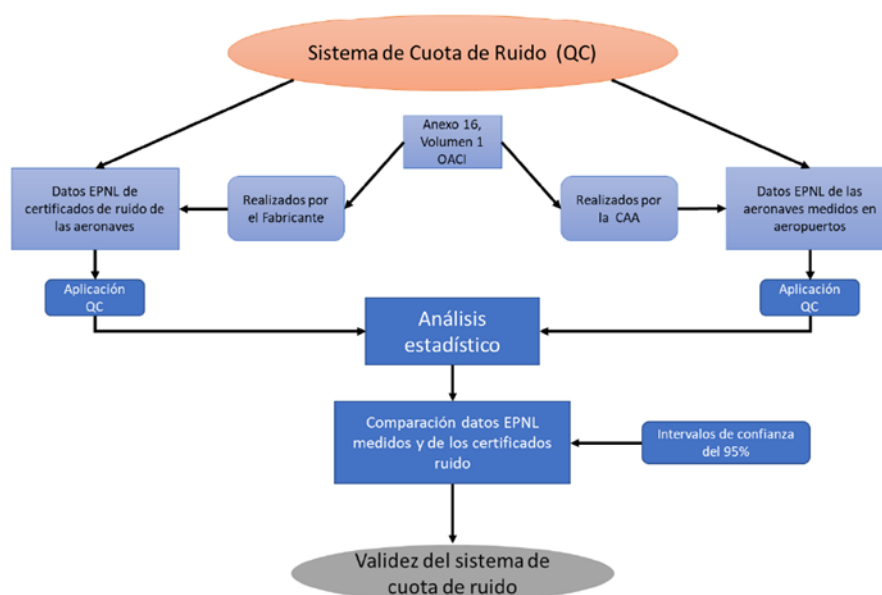 Sistema de Cuota de Ruido (QC)
Anexo 16,
Volumen 1
OACI
Datos EPNL de
certificados de ruido de
las aeronaves
Realizados por
el Fabricante
Realizados por
la CAA
Datos EPNL de las
aeronaves medidos en
aeropuertos
Aplicación
QC
Aplicación
QC
Análisis
estadístico
Comparación datos EPNL
medidos y de los certificados
ruido
Intervalos de confianza
del 95%
Validez del sistema de
cuota de ruido